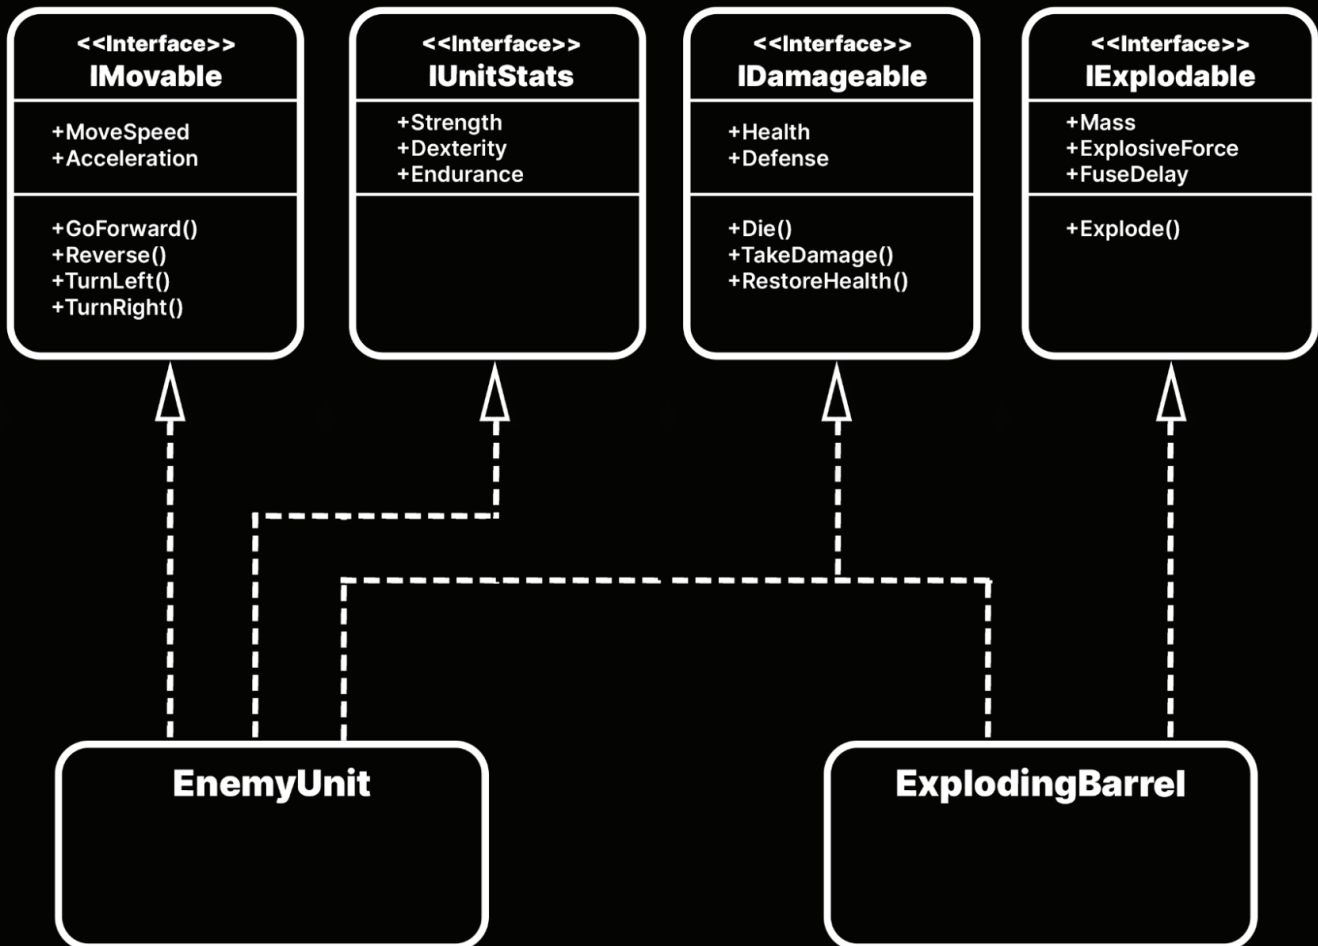 <<Interface>>
IMovable
+MoveSpeed
+Acceleration
+GoForward()
+Reverse()
+TurnLeft()
+TurnRight()
<<Interface>>
IUnitStats
+Strength
+Dexterity
+Endurance
<<Interface>>
IDamageable
+Health
+Defense
+Die()
+TakeDamage()
+RestoreHealth()
<<Interface>>
IExplodable
+Mass
+ExplosiveForce
+FuseDelay
+Explode()
EnemyUnit
ExplodingBarrel